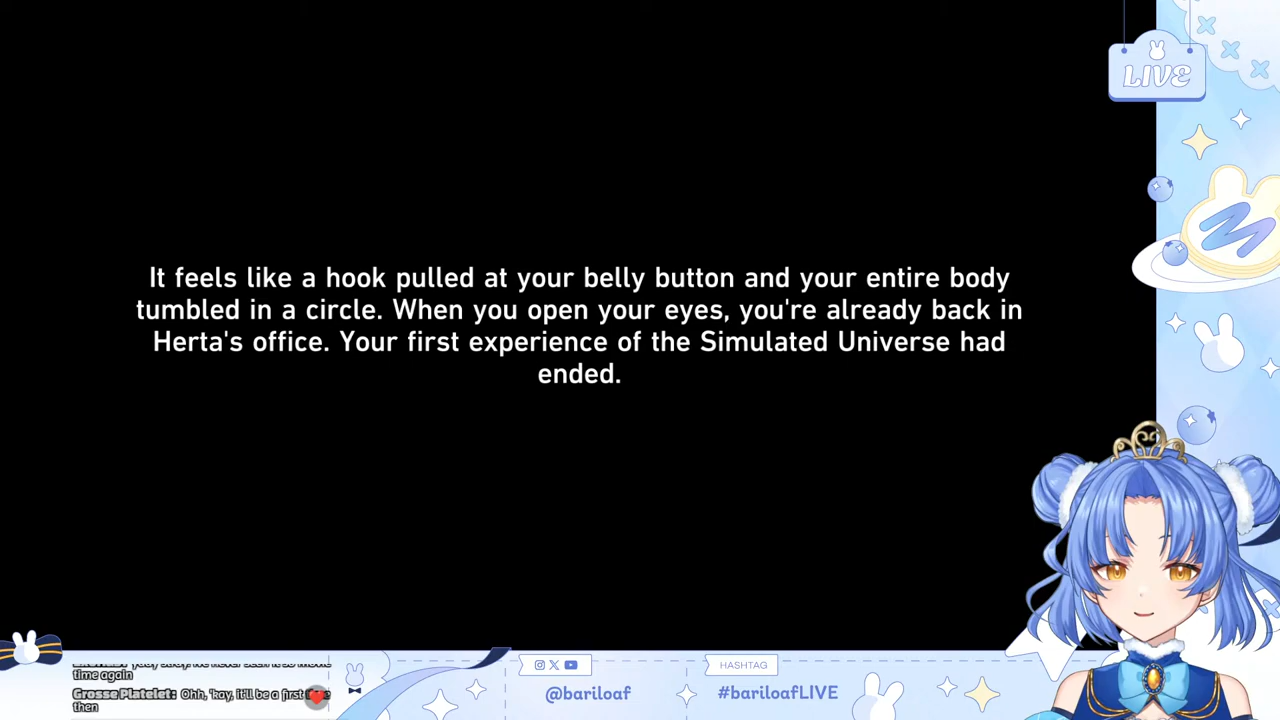 LIVE
It feels like a hook pulled at your belly button and your entire body
tumbled in a circle. When you open your eyes, you're already back in
Herta's office. Your first experience of the Simulated Universe had
ended.
time again
Grosse Platelet: Ohh, 'kay, it'll be a first
then
HASHTAG
@bariloaf
#bariloafLIVE